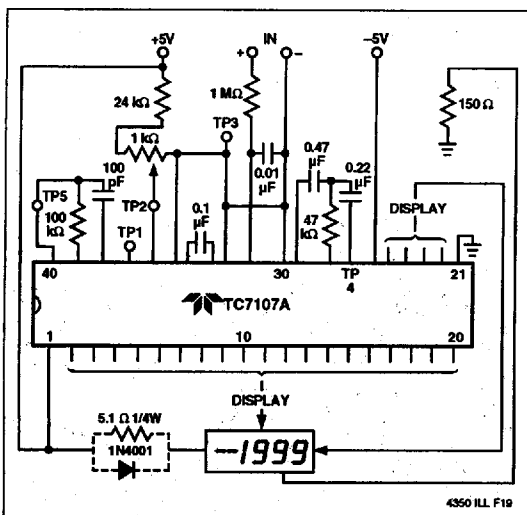 +5V
+ IN −
−5V
24 kΩ
1 MΩ
150 Ω
1 kΩ
TP3
100
pF
0.01
µF
0.47
µF
0.22
µF
TP5
100
kΩ
TP2
TP1
0.1
µF
47
kΩ
DISPLAY
40
30
TP
4
21
TC7107A
1
10
20
DISPLAY
5.1 Ω 1/4W
1N4001
−1999
4350 ILL F19